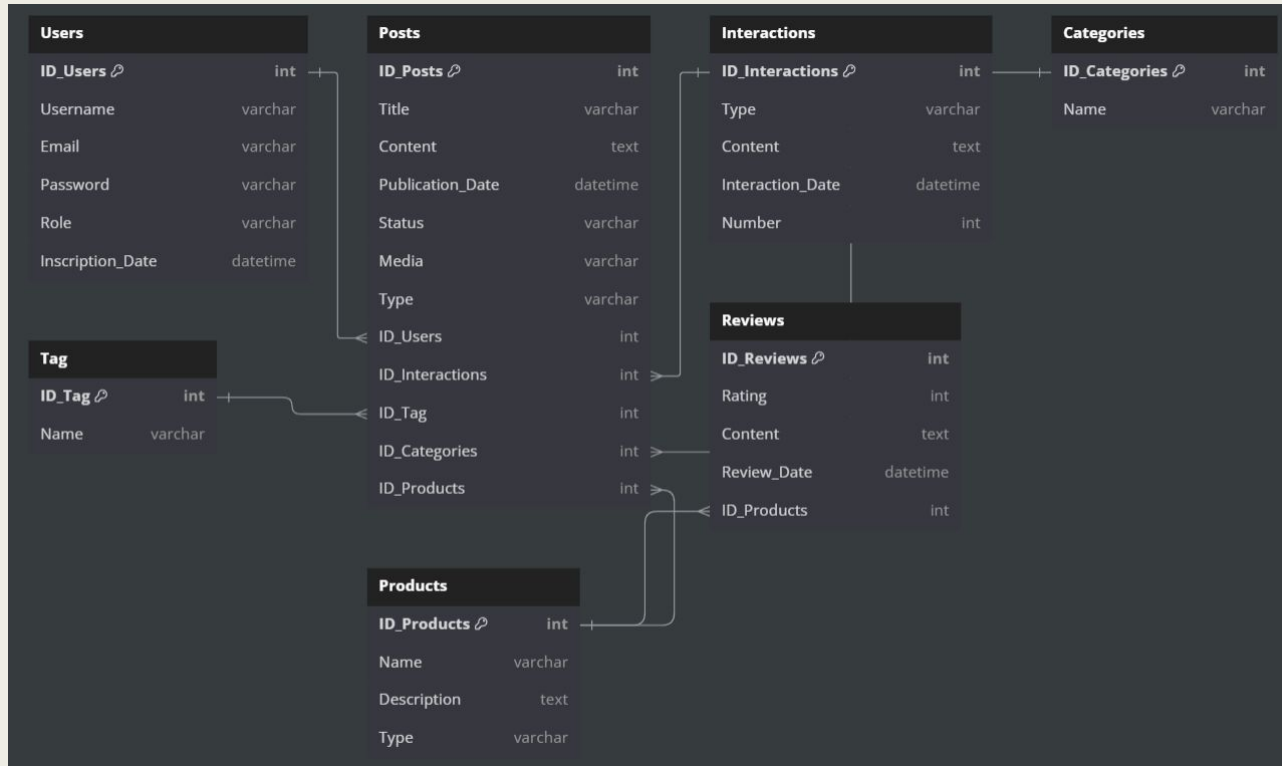 Users
ID_Users int
Username varchar
Email varchar
Password varchar
Role varchar
Inscription_Date datetime
Tag
ID_Tag int
Name varchar
Posts
ID_Posts int
Title varchar
Content text
Publication_Date datetime
Status varchar
Media varchar
Type varchar
ID_Users int
ID_Interactions int
ID_Tag int
ID_Categories int
ID_Products int
Products
ID_Products int
Name varchar
Description text
Type varchar
Interactions
ID_Interactions int
Type varchar
Content text
Interaction_Date datetime
Number int
Reviews
ID_Reviews int
Rating int
Content text
Review_Date datetime
ID_Products int
Categories
ID_Categories int
Name varchar